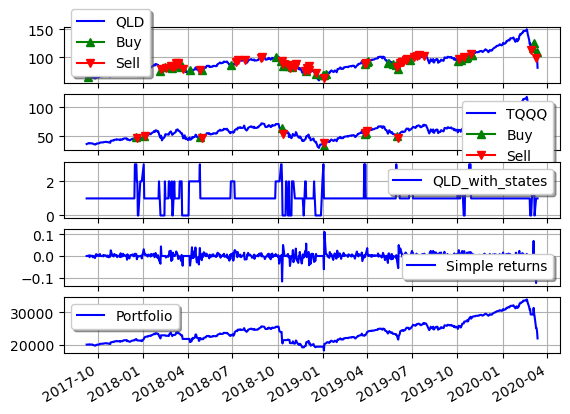 150
100
QLD
Buy
Sell
100
50
TQQQ
Buy
Sell
2
0
QLD_with_states
0.1
0.0
−0.1
Simple returns
30000
20000
Portfolio
2017-10
2018-01
2018-04
2018-07
2018-10
2019-01
2019-04
2019-07
2019-10
2020-01
2020-04